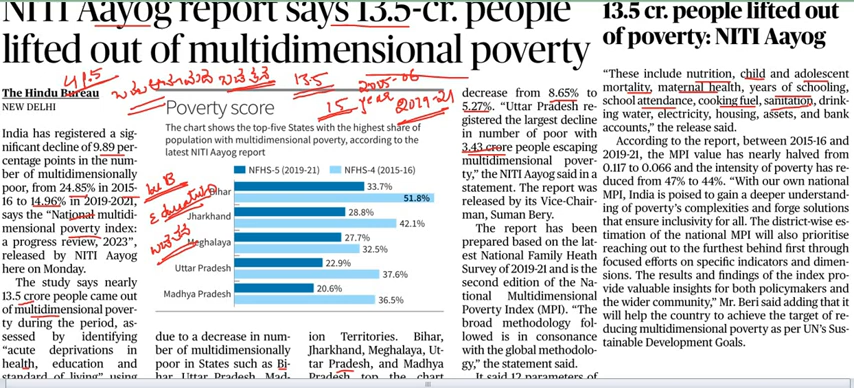 NITI Aayog report says 13.5-cr. people
lifted out of multidimensional poverty
The Hindu Bureau
NEW DELHI
India has registered a sig-
nificant decline of 9.89 per-
centage points in the num-
ber of multidimensionally
poor, from 24.85% in 2015-
16 to 14.96% in 2019-2021,
says the “National multidi-
mensional poverty index:
a progress review, 2023”,
released by NITI Aayog
here on Monday.
The study says nearly
13.5 crore people came out
of multidimensional pover-
ty during the period, as-
sessed by identifying
“acute deprivations in
health, education and
standard of living” using
13.5
2005-06
15 year
2019-21
Poverty score
The chart shows the top-five States with the highest share of
population with multidimensional poverty, according to the
latest NITI Aayog report
NFHS-5 (2019-21) NFHS-4 (2015-16)
Bihar 33.7%
51.8%
Jharkhand 28.8%
42.1%
Meghalaya 27.7%
32.5%
Uttar Pradesh 22.9%
37.6%
Madhya Pradesh 20.6%
36.5%
Education
due to a decrease in num-
ber of multidimensionally
poor in States such as Bi-
har, Uttar Pradesh, Mad-
ion Territories. Bihar,
Jharkhand, Meghalaya, Ut-
tar Pradesh, and Madhya
Pradesh top the chart
decrease from 8.65% to
5.27%. “Uttar Pradesh re-
gistered the largest decline
in number of poor with
3.43 crore people escaping
multidimensional pover-
ty,” the NITI Aayog said in a
statement. The report was
released by its Vice-Chair-
man, Suman Bery.
The report has been
prepared based on the lat-
est National Family Heath
Survey of 2019-21 and is the
second edition of the Na-
tional Multidimensional
Poverty Index (MPI). “The
broad methodology fol-
lowed is in consonance
with the global methodolo-
gy,” the statement said.
It said 12 parameters of
13.5 cr. people lifted out
of poverty: NITI Aayog
“These include nutrition, child and adolescent
mortality, maternal health, years of schooling,
school attendance, cooking fuel, sanitation, drink-
ing water, electricity, housing, assets, and bank
accounts,” the release said.
According to the report, between 2015-16 and
2019-21, the MPI value has nearly halved from
0.117 to 0.066 and the intensity of poverty has re-
duced from 47% to 44%. “With our own national
MPI, India is poised to gain a deeper understand-
ing of poverty’s complexities and forge solutions
that ensure inclusivity for all. The district-wise es-
timation of the national MPI will also prioritise
reaching out to the furthest behind first through
focused efforts on specific indicators and dimen-
sions. The results and findings of the index pro-
vide valuable insights for both policymakers and
the wider community,” Mr. Beri said adding that it
will help the country to achieve the target of re-
ducing multidimensional poverty as per UN’s Sus-
tainable Development Goals.